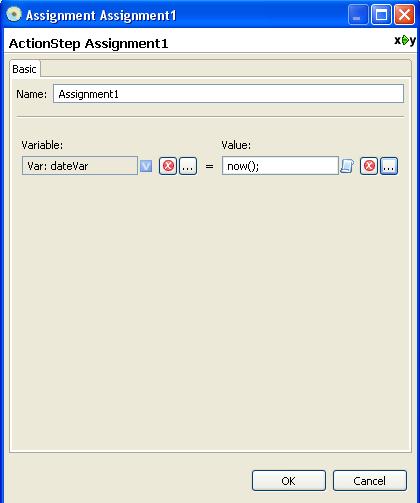 Assignment Assignment1
ActionStep Assignment1
x y
Basic
Name: Assignment1
Variable: Value:
Var: dateVar V ... = now(); ...
OK Cancel